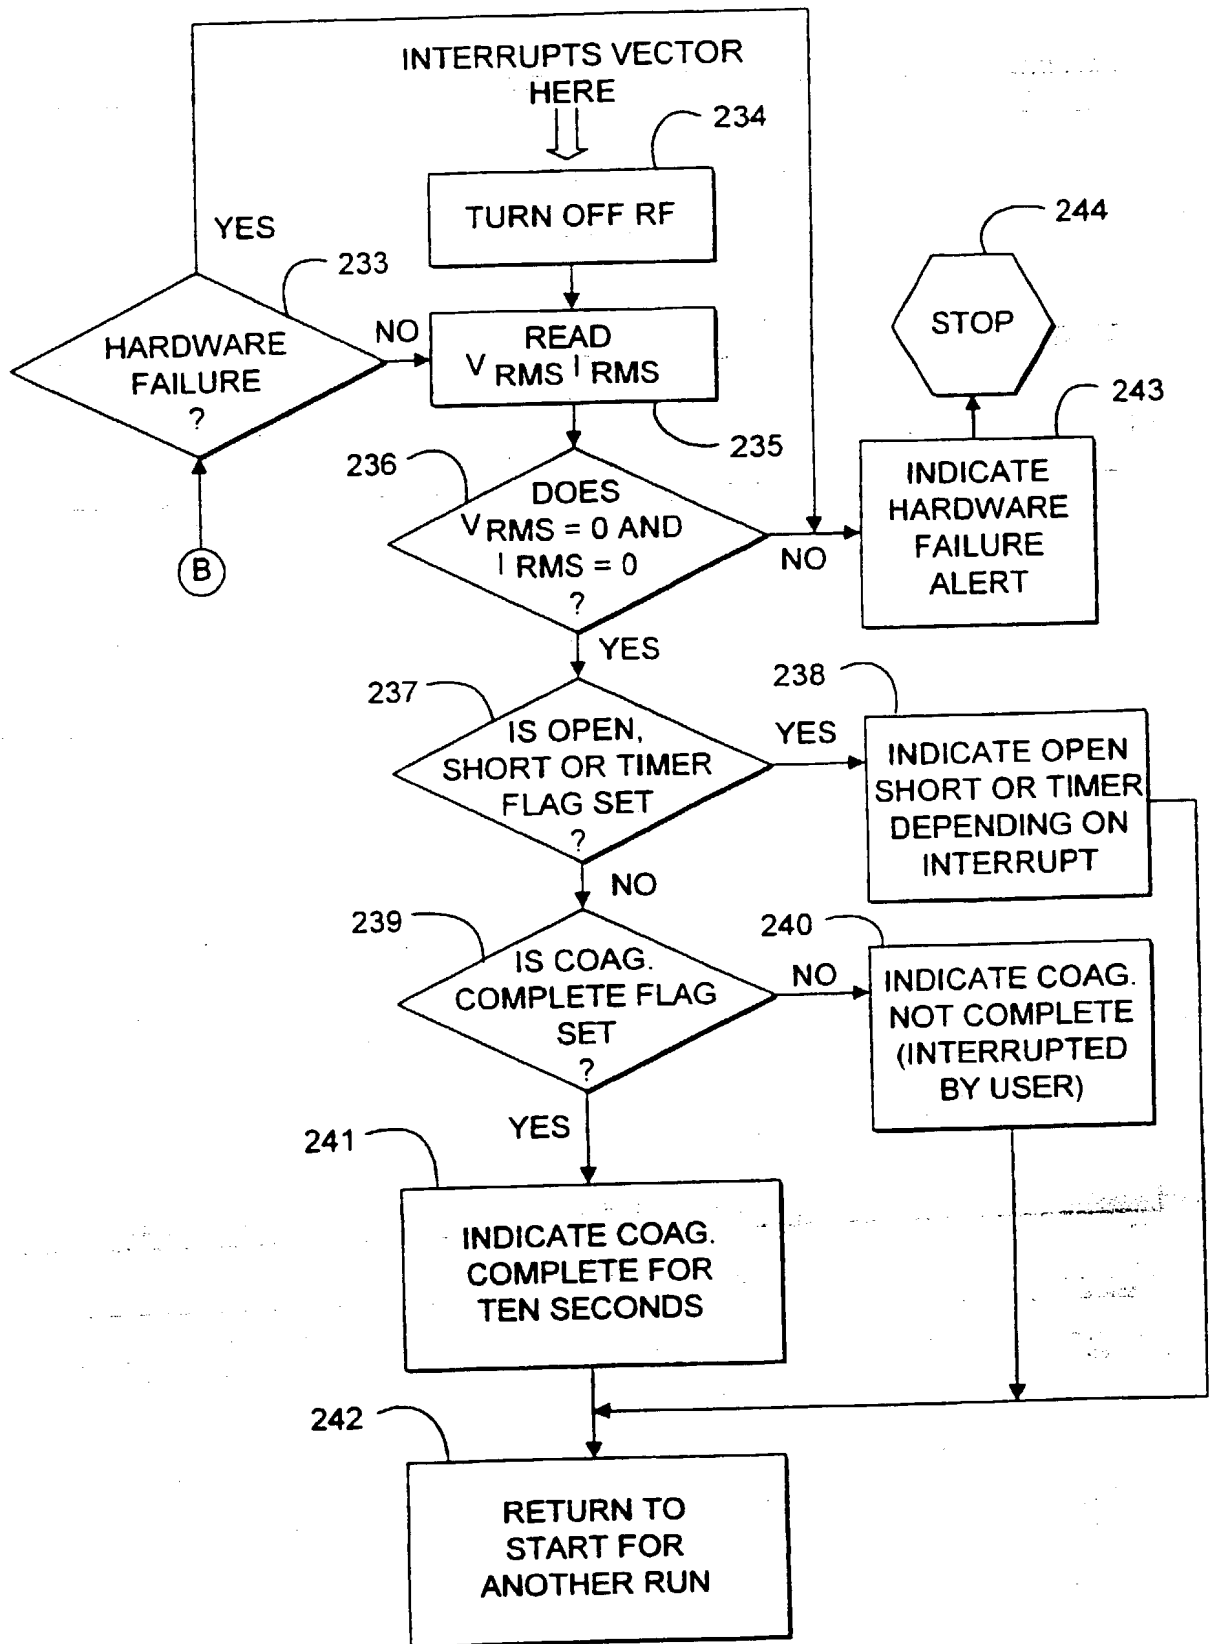 INTERRUPTS VECTOR
HERE
234
TURN OFF RF
YES
233
HARDWARE
FAILURE
?
NO
READ
V RMS I RMS
235
244
STOP
243
INDICATE
HARDWARE
FAILURE
ALERT
236
DOES
V RMS = 0 AND
I RMS = 0
?
NO
B
YES
237
IS OPEN,
SHORT OR TIMER
FLAG SET
?
YES
238
INDICATE OPEN
SHORT OR TIMER
DEPENDING ON
INTERRUPT
NO
239
IS COAG.
COMPLETE FLAG
SET
?
NO
240
INDICATE COAG.
NOT COMPLETE
(INTERRUPTED
BY USER)
YES
241
INDICATE COAG.
COMPLETE FOR
TEN SECONDS
242
RETURN TO
START FOR
ANOTHER RUN